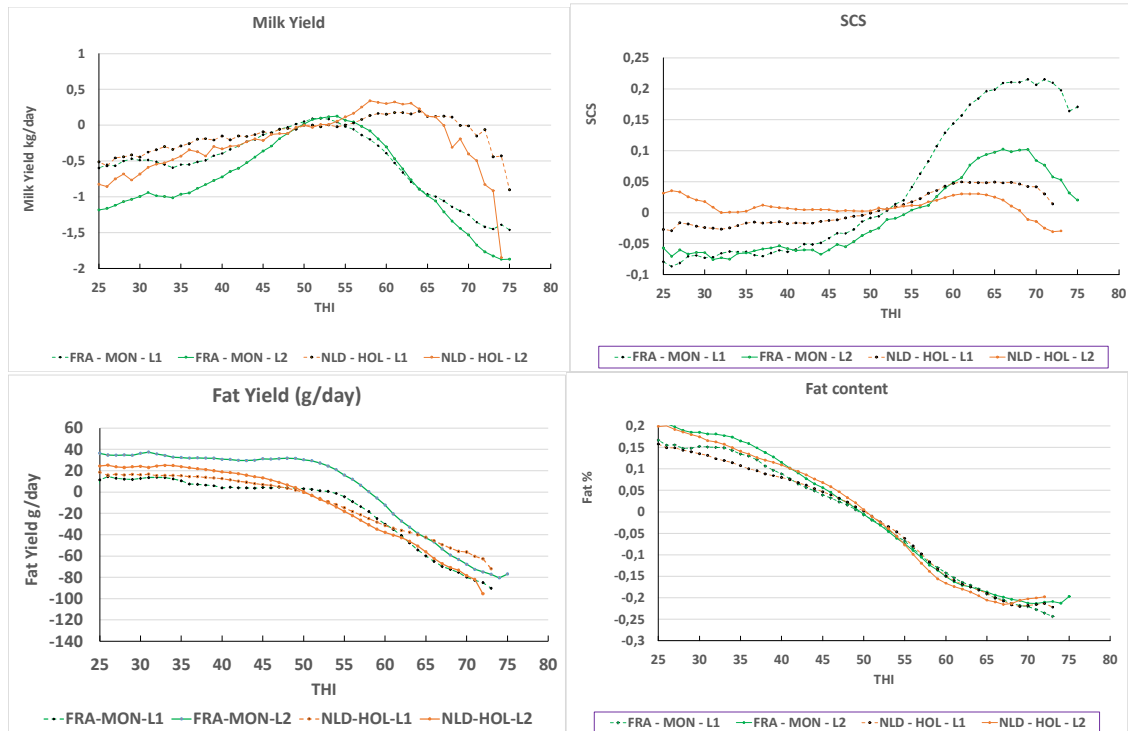 Milk Yield
1
0,5
0
-0,5
-1
-1,5
-2
Milk Yield kg/day
25 30 35 40 45 50 55 60 65 70 75 80
THI
FRA - MON - L1 FRA - MON - L2 NLD - HOL - L1 NLD - HOL - L2
SCS
0,25
0,2
0,15
0,1
0,05
0
-0,05
-0,1
SCS
25 30 35 40 45 50 55 60 65 70 75 80
THI
FRA - MON - L1 FRA - MON - L2 NLD - HOL - L1 NLD - HOL - L2
Fat Yield (g/day)
60
40
20
0
-20
-40
-60
-80
-100
-120
-140
Fat Yield g/day
25 30 35 40 45 50 55 60 65 70 75 80
THI
FRA-MON-L1 FRA-MON-L2 NLD-HOL-L1 NLD-HOL-L2
Fat content
0,2
0,15
0,1
0,05
0
-0,05
-0,1
-0,15
-0,2
-0,25
-0,3
Fat %
25 30 35 40 45 50 55 60 65 70 75 80
THI
FRA - MON - L1 FRA - MON - L2 NLD - HOL - L1 NLD - HOL - L2